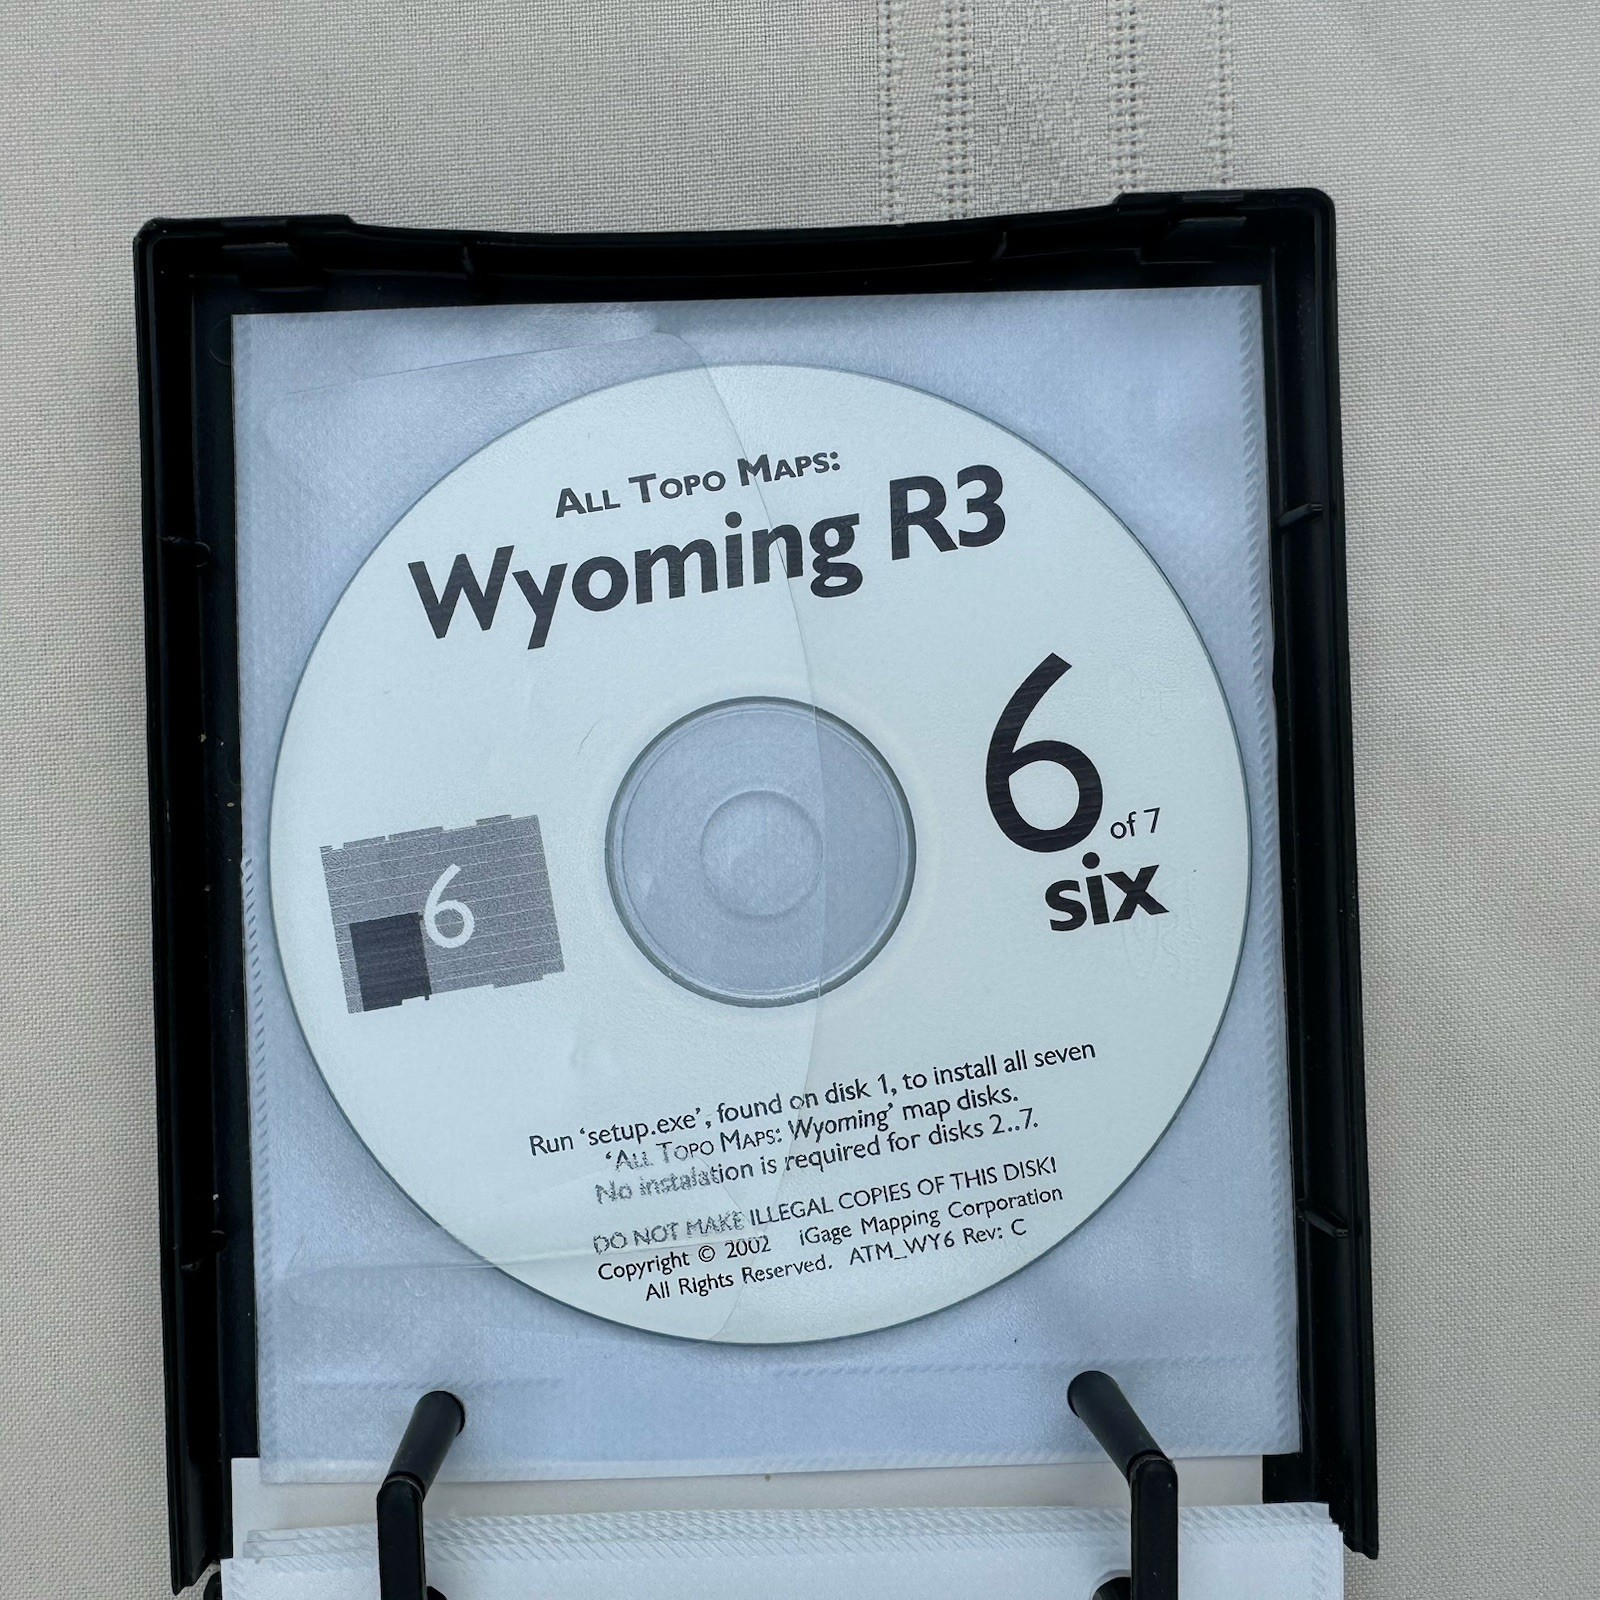 All Topo Maps:
Wyoming R3
6 of 7
six
6
Run ‘setup.exe’, found on disk 1, to install all seven
‘All Topo Maps: Wyoming’ map disks.
No instalation is required for disks 2..7.
DO NOT MAKE ILLEGAL COPIES OF THIS DISK!
Copyright © 2002 iGage Mapping Corporation
All Rights Reserved. ATM_WY6 Rev: C